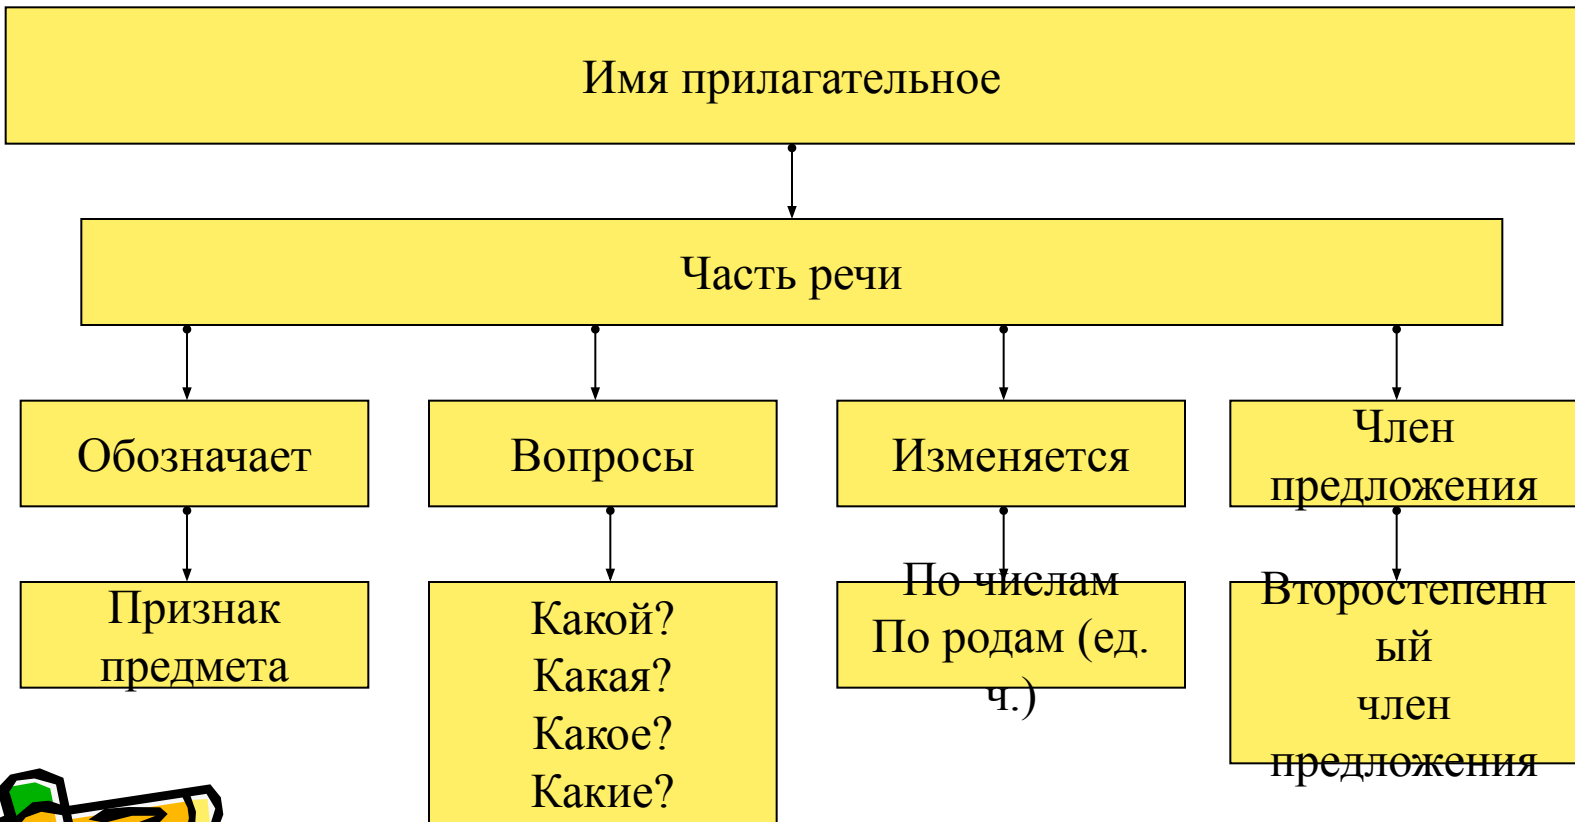 Имя прилагательное
Часть речи
Обозначает
Вопросы
Изменяется
Член
предложения
Признак
предмета
Какой?
Какая?
Какое?
Какие?
По числам
По родам (ед.
ч.)
Второстепенн
ый
член
предложения